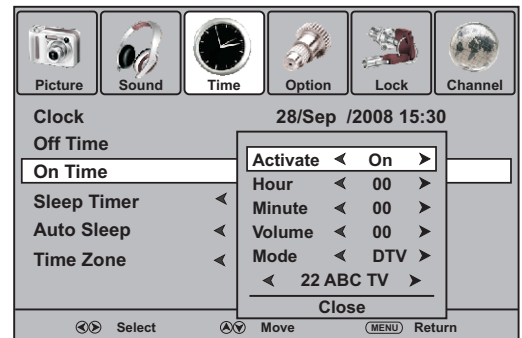 Picture Sound Time Option Lock Channel
Clock 28/Sep /2008 15:30
Off Time
On Time
Sleep Timer
Auto Sleep
Time Zone
Activate On
Hour 00
Minute 00
Volume 00
Mode DTV
22 ABC TV
Close
Select Move MENU Return